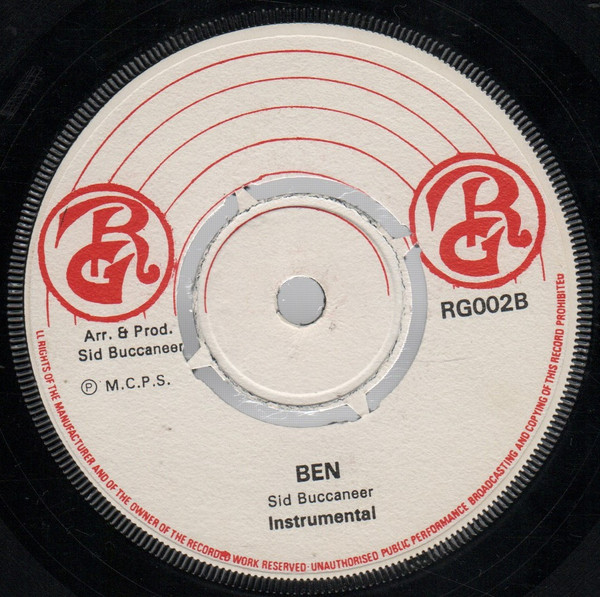 RG
RG
RG002B
Arr. & Prod.
Sid Buccaneer
Ⓟ M.C.P.S.
BEN
Sid Buccaneer
Instrumental
LL RIGHTS OF THE MANUFACTURER AND OF THE OWNER OF THE RECORDED WORK RESERVED·UNAUTHORISED PUBLIC PERFORMANCE BROADCASTING AND COPYING OF THIS RECORD PROHIBITED